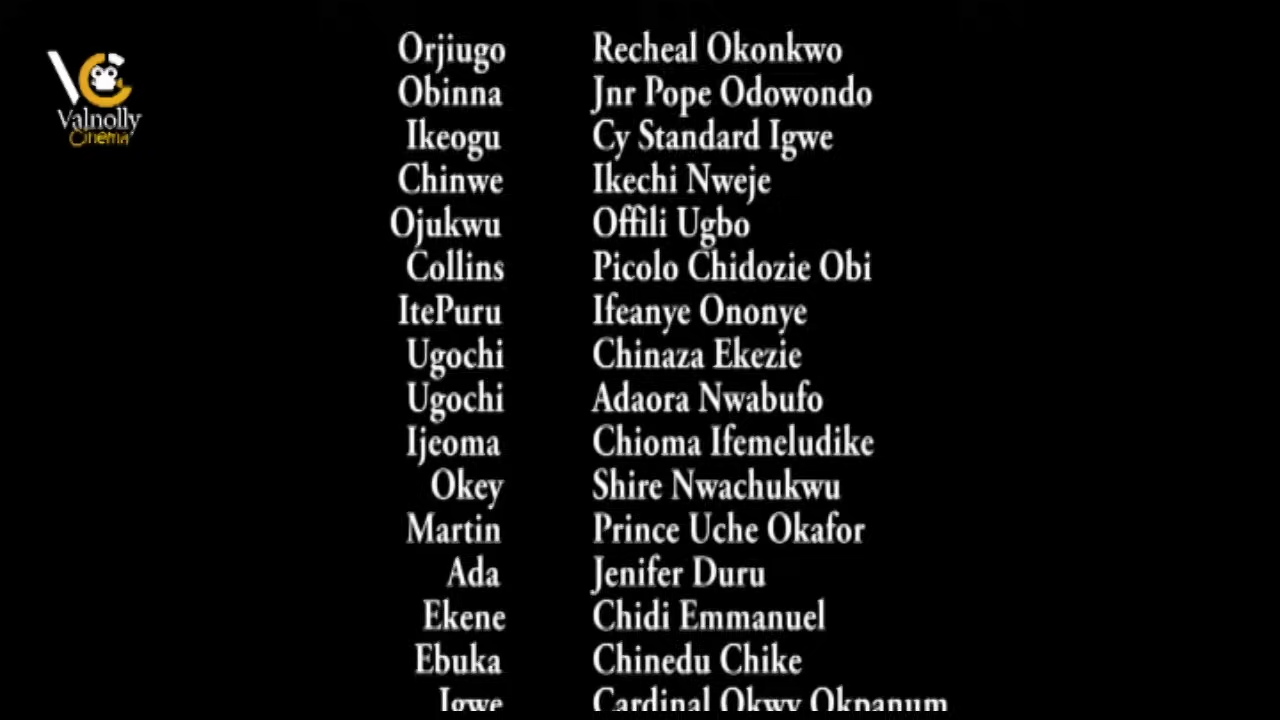 Valnolly
Cinema
Orjiugo Recheal Okonkwo
Obinna Jnr Pope Odowondo
Ikeogu Cy Standard Igwe
Chinwe Ikechi Nweje
Ojukwu Offili Ugbo
Collins Picolo Chidozie Obi
ItePuru Ifeanye Ononye
Ugochi Chinaza Ekezie
Ugochi Adaora Nwabufo
Ijeoma Chioma Ifemeludike
Okey Shire Nwachukwu
Martin Prince Uche Okafor
Ada Jenifer Duru
Ekene Chidi Emmanuel
Ebuka Chinedu Chike
Igwe Cardinal Okwy Okpanum